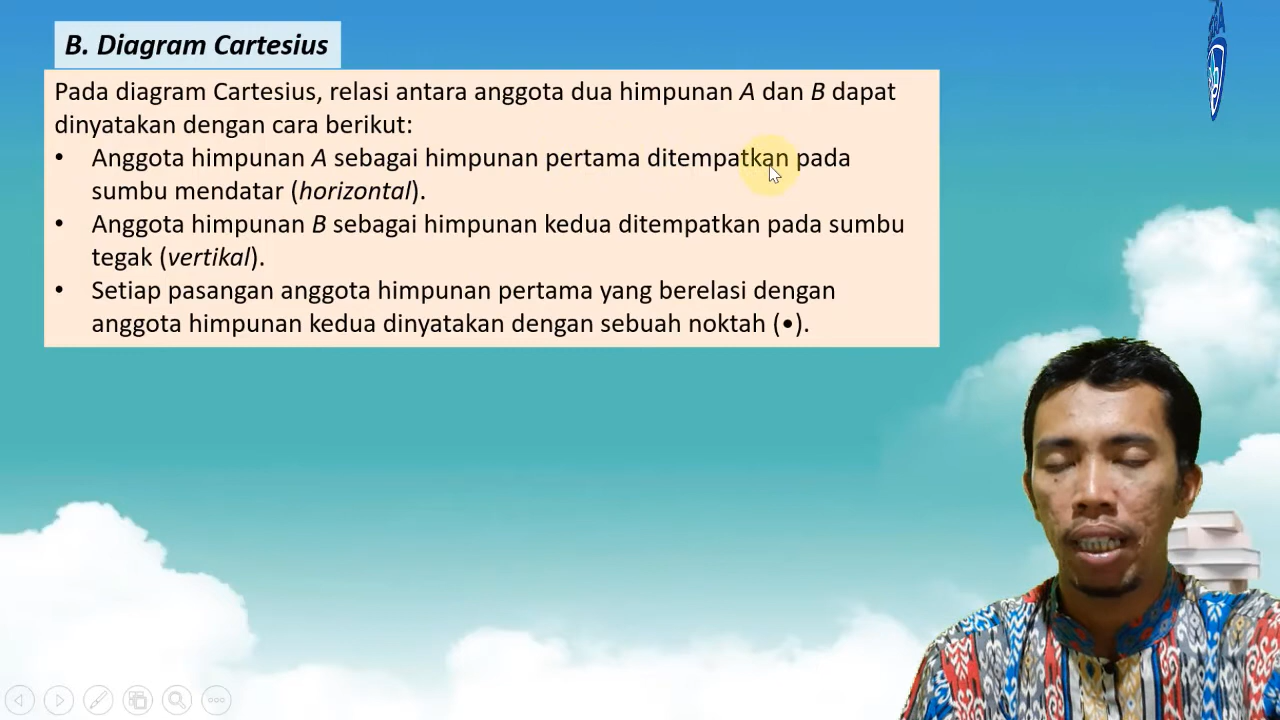 B. Diagram Cartesius
Pada diagram Cartesius, relasi antara anggota dua himpunan A dan B dapat
dinyatakan dengan cara berikut:
• Anggota himpunan A sebagai himpunan pertama ditempatkan pada
sumbu mendatar (horizontal).
• Anggota himpunan B sebagai himpunan kedua ditempatkan pada sumbu
tegak (vertikal).
• Setiap pasangan anggota himpunan pertama yang berelasi dengan
anggota himpunan kedua dinyatakan dengan sebuah noktah (•).